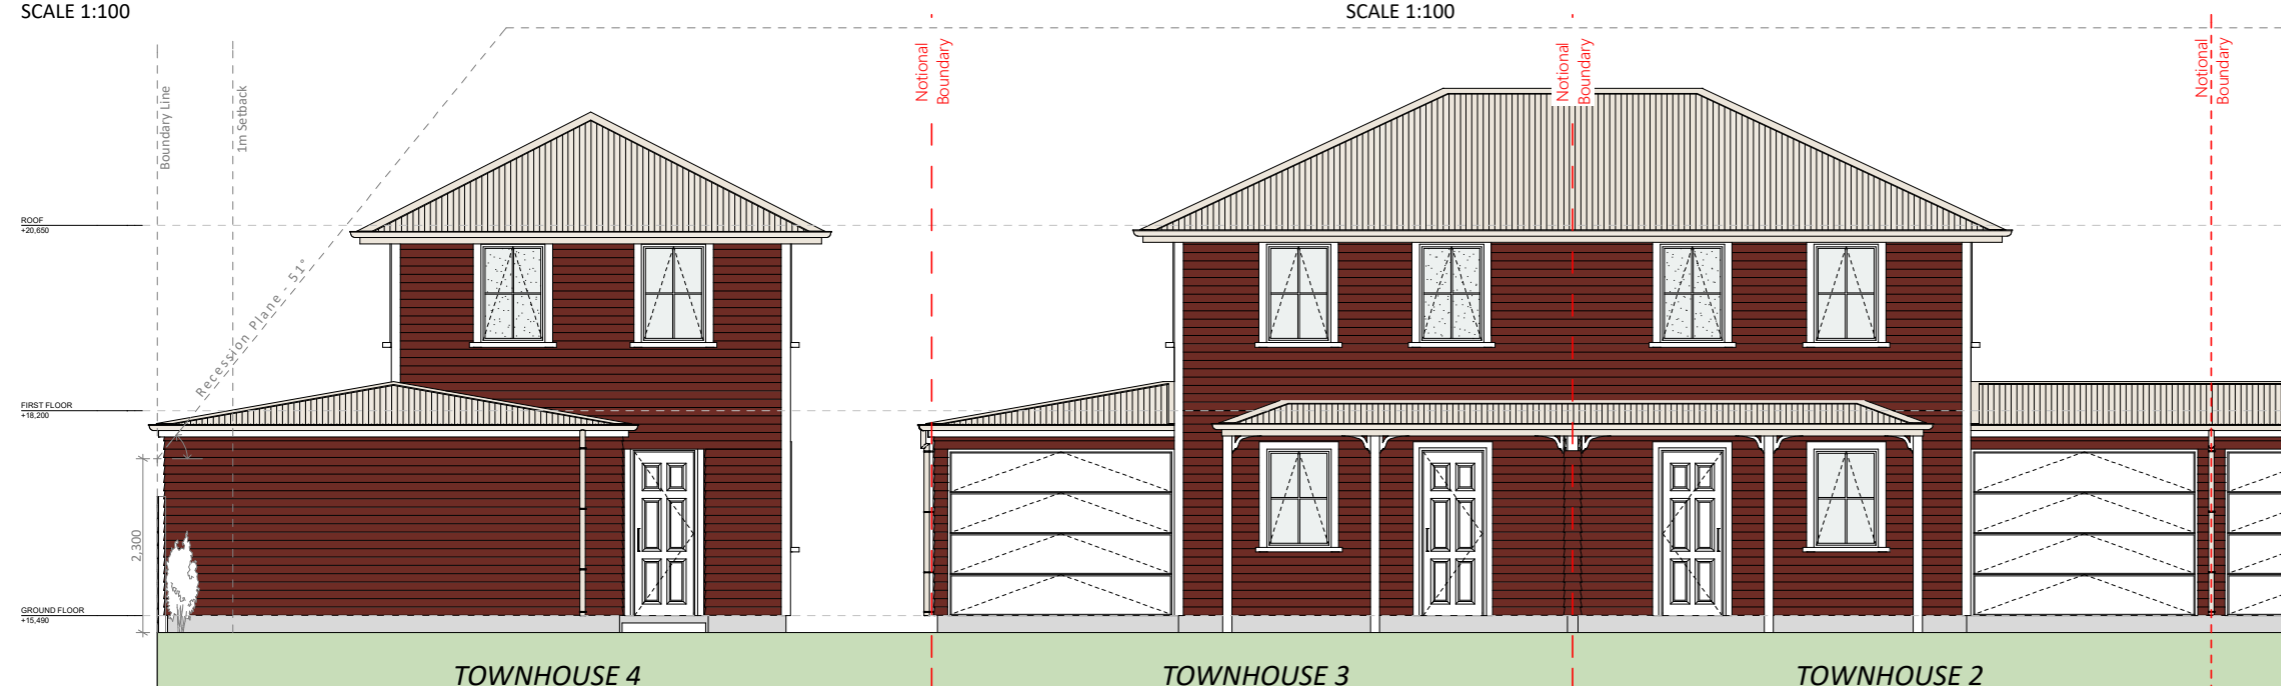 SCALE 1:100
SCALE 1:100
Boundary Line
1m Setback
Notional
Boundary
Notional
Boundary
Notional
Boundary
ROOF
+20,650
Recession Plane - 51°
FIRST FLOOR
+18,200
2,300
GROUND FLOOR
+15,490
TOWNHOUSE 4
TOWNHOUSE 3
TOWNHOUSE 2